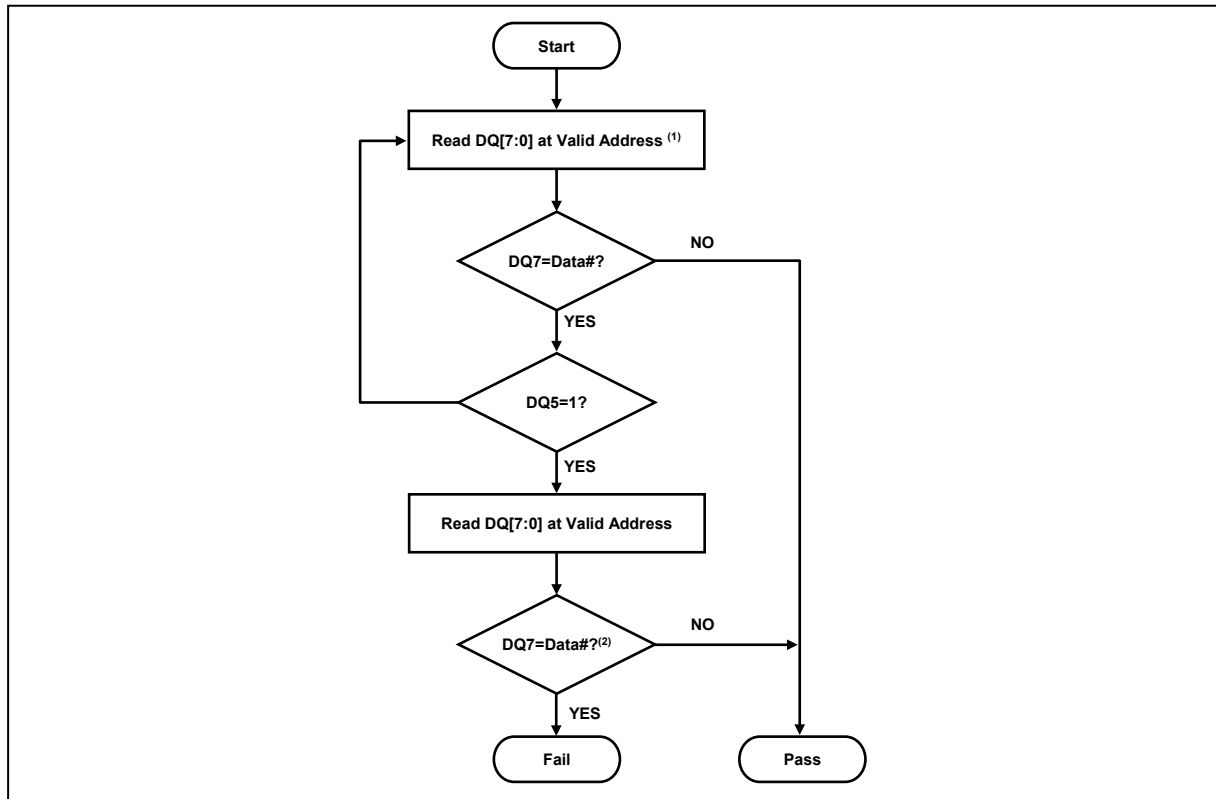 Start
Read DQ[7:0] at Valid Address (1)
NO
DQ7=Data#?
YES
DQ5=1?
YES
Read DQ[7:0] at Valid Address
NO
DQ7=Data#?(2)
YES
Fail
Pass